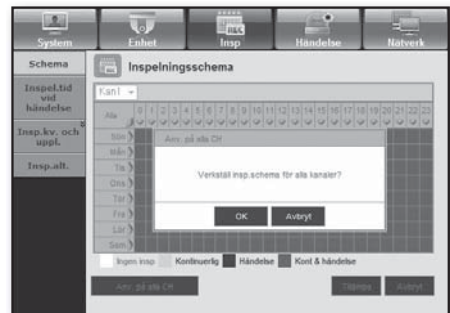 System Enhet Insp Händelse Nätverk
REC
Schema
Inspel.tid vid händelse
Insp.kv. och uppl.
Insp.alt.
Inspelningsschema
Kan1
Alla 0 1 2 3 4 5 6 7 8 9 10 11 12 13 14 15 16 17 18 19 20 21 22 23
Sön
Mån
Tis
Ons
Tor
Fre
Lör
Sem
Anv. på alla CH
Verkställ insp.schema för alla kanaler?
OK Avbryt
Ingen insp Kontinuerlig Händelse Kont & händelse
Anv. på alla CH Tillämpa Avbryt